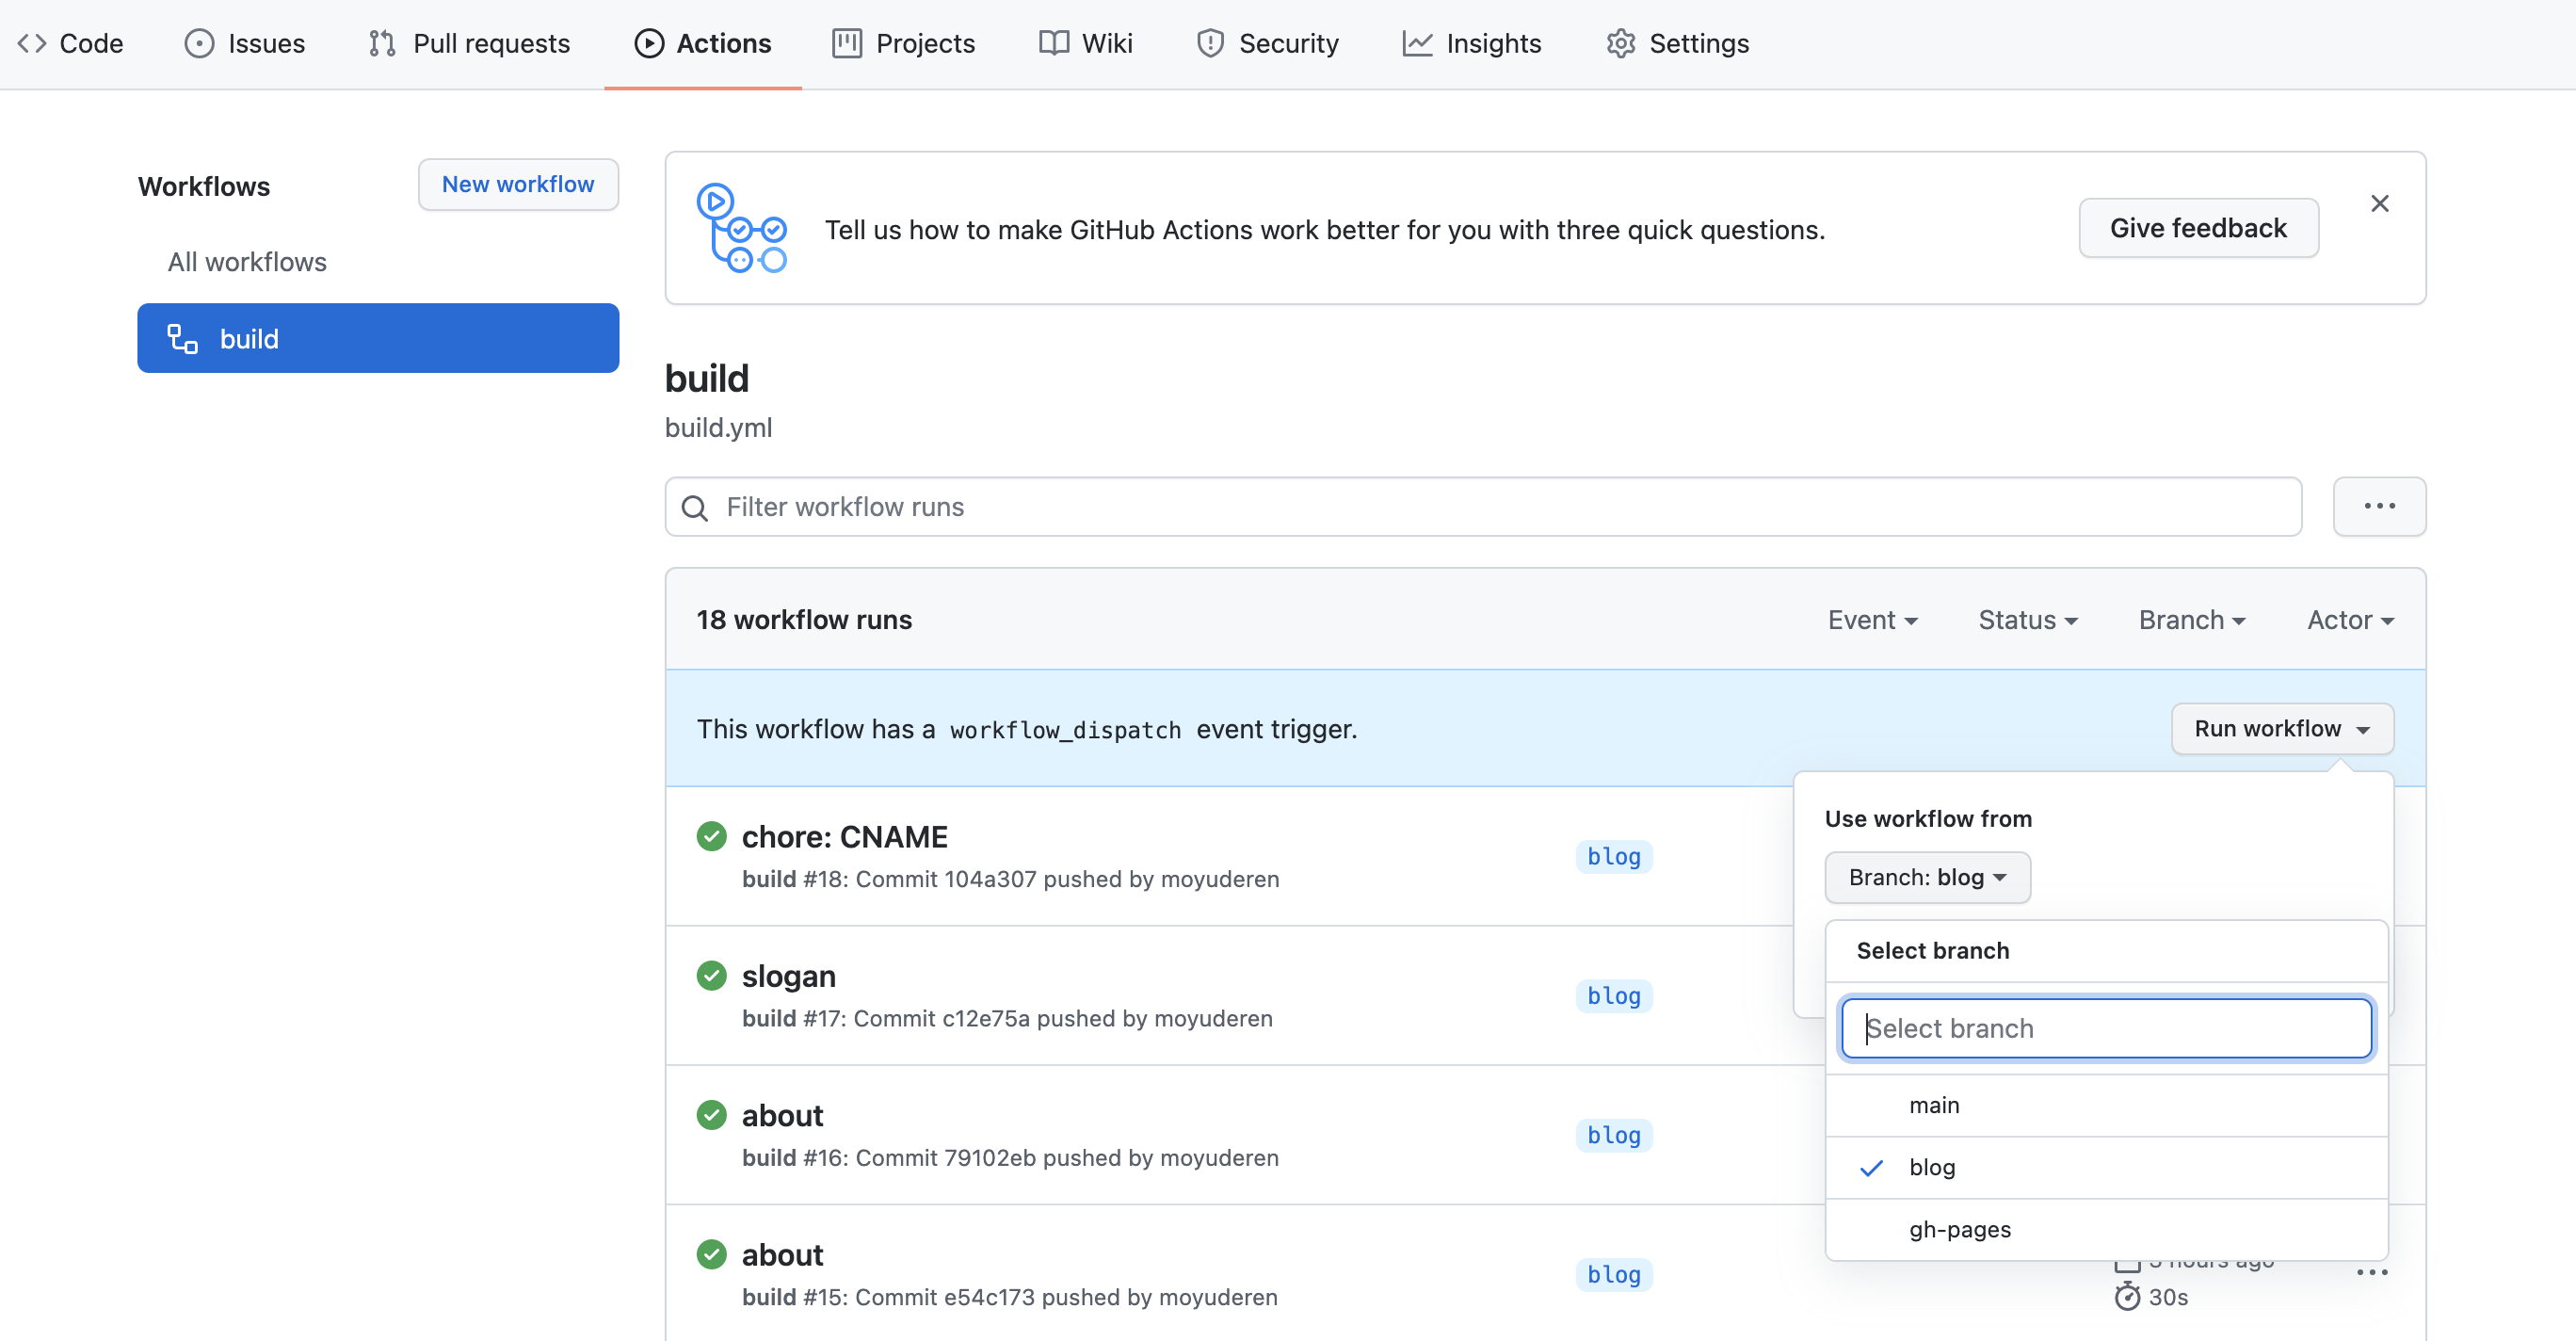 Code Issues Pull requests Actions Projects Wiki Security Insights Settings
Workflows
New workflow
All workflows
build
Tell us how to make GitHub Actions work better for you with three quick questions.
Give feedback
build
build.yml
Filter workflow runs
18 workflow runs
Event Status Branch Actor
This workflow has a workflow_dispatch event trigger.
Run workflow
Use workflow from
Branch: blog
Select branch
Select branch
main
blog
gh-pages
chore: CNAME
build #18: Commit 104a307 pushed by moyuderen
blog
slogan
build #17: Commit c12e75a pushed by moyuderen
blog
about
build #16: Commit 79102eb pushed by moyuderen
blog
about
build #15: Commit e54c173 pushed by moyuderen
blog
hours ago
30s